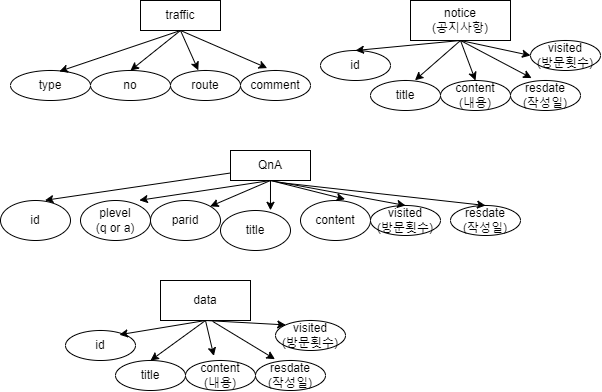 traffic
type
no
route
comment
notice
(공지사항)
id
title
content
(내용)
resdate
(작성일)
visited
(방문횟수)
QnA
id
plevel
(q or a)
parid
title
content
visited
(방문횟수)
resdate
(작성일)
data
id
title
content
(내용)
resdate
(작성일)
visited
(방문횟수)